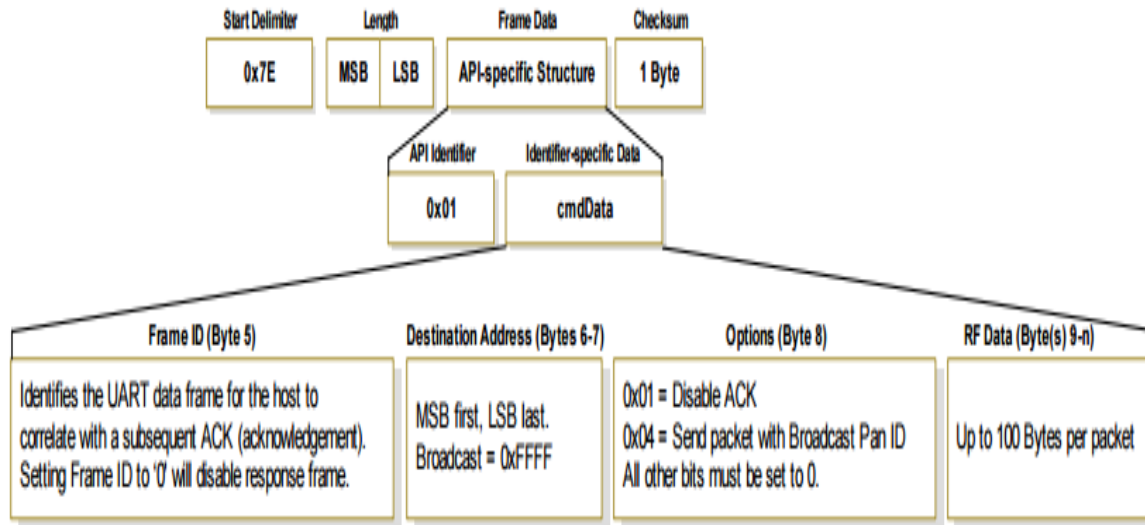 Start Delimiter
Length
Frame Data
Checksum
0x7E
MSB
LSB
API-specific Structure
1 Byte
API Identifier
Identifier-specific Data
0x01
cmdData
Frame ID (Byte 5)
Identifies the UART data frame for the host to
correlate with a subsequent ACK (acknowledgement).
Setting Frame ID to '0' will disable response frame.
Destination Address (Bytes 6-7)
MSB first, LSB last.
Broadcast = 0xFFFF
Options (Byte 8)
0x01 = Disable ACK
0x04 = Send packet with Broadcast Pan ID
All other bits must be set to 0.
RF Data (Byte(s) 9-n)
Up to 100 Bytes per packet